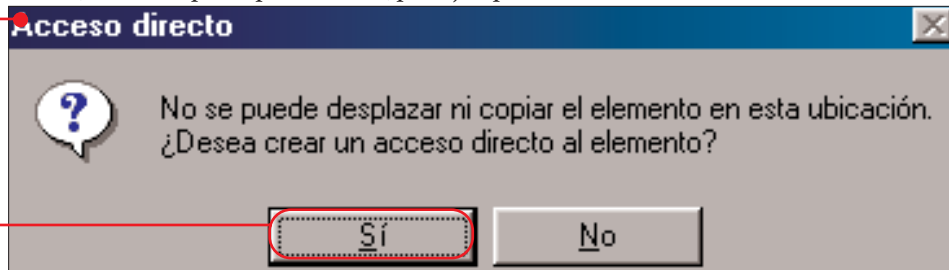 Acceso directo
No se puede desplazar ni copiar el elemento en esta ubicación.
¿Desea crear un acceso directo al elemento?
Sí
No